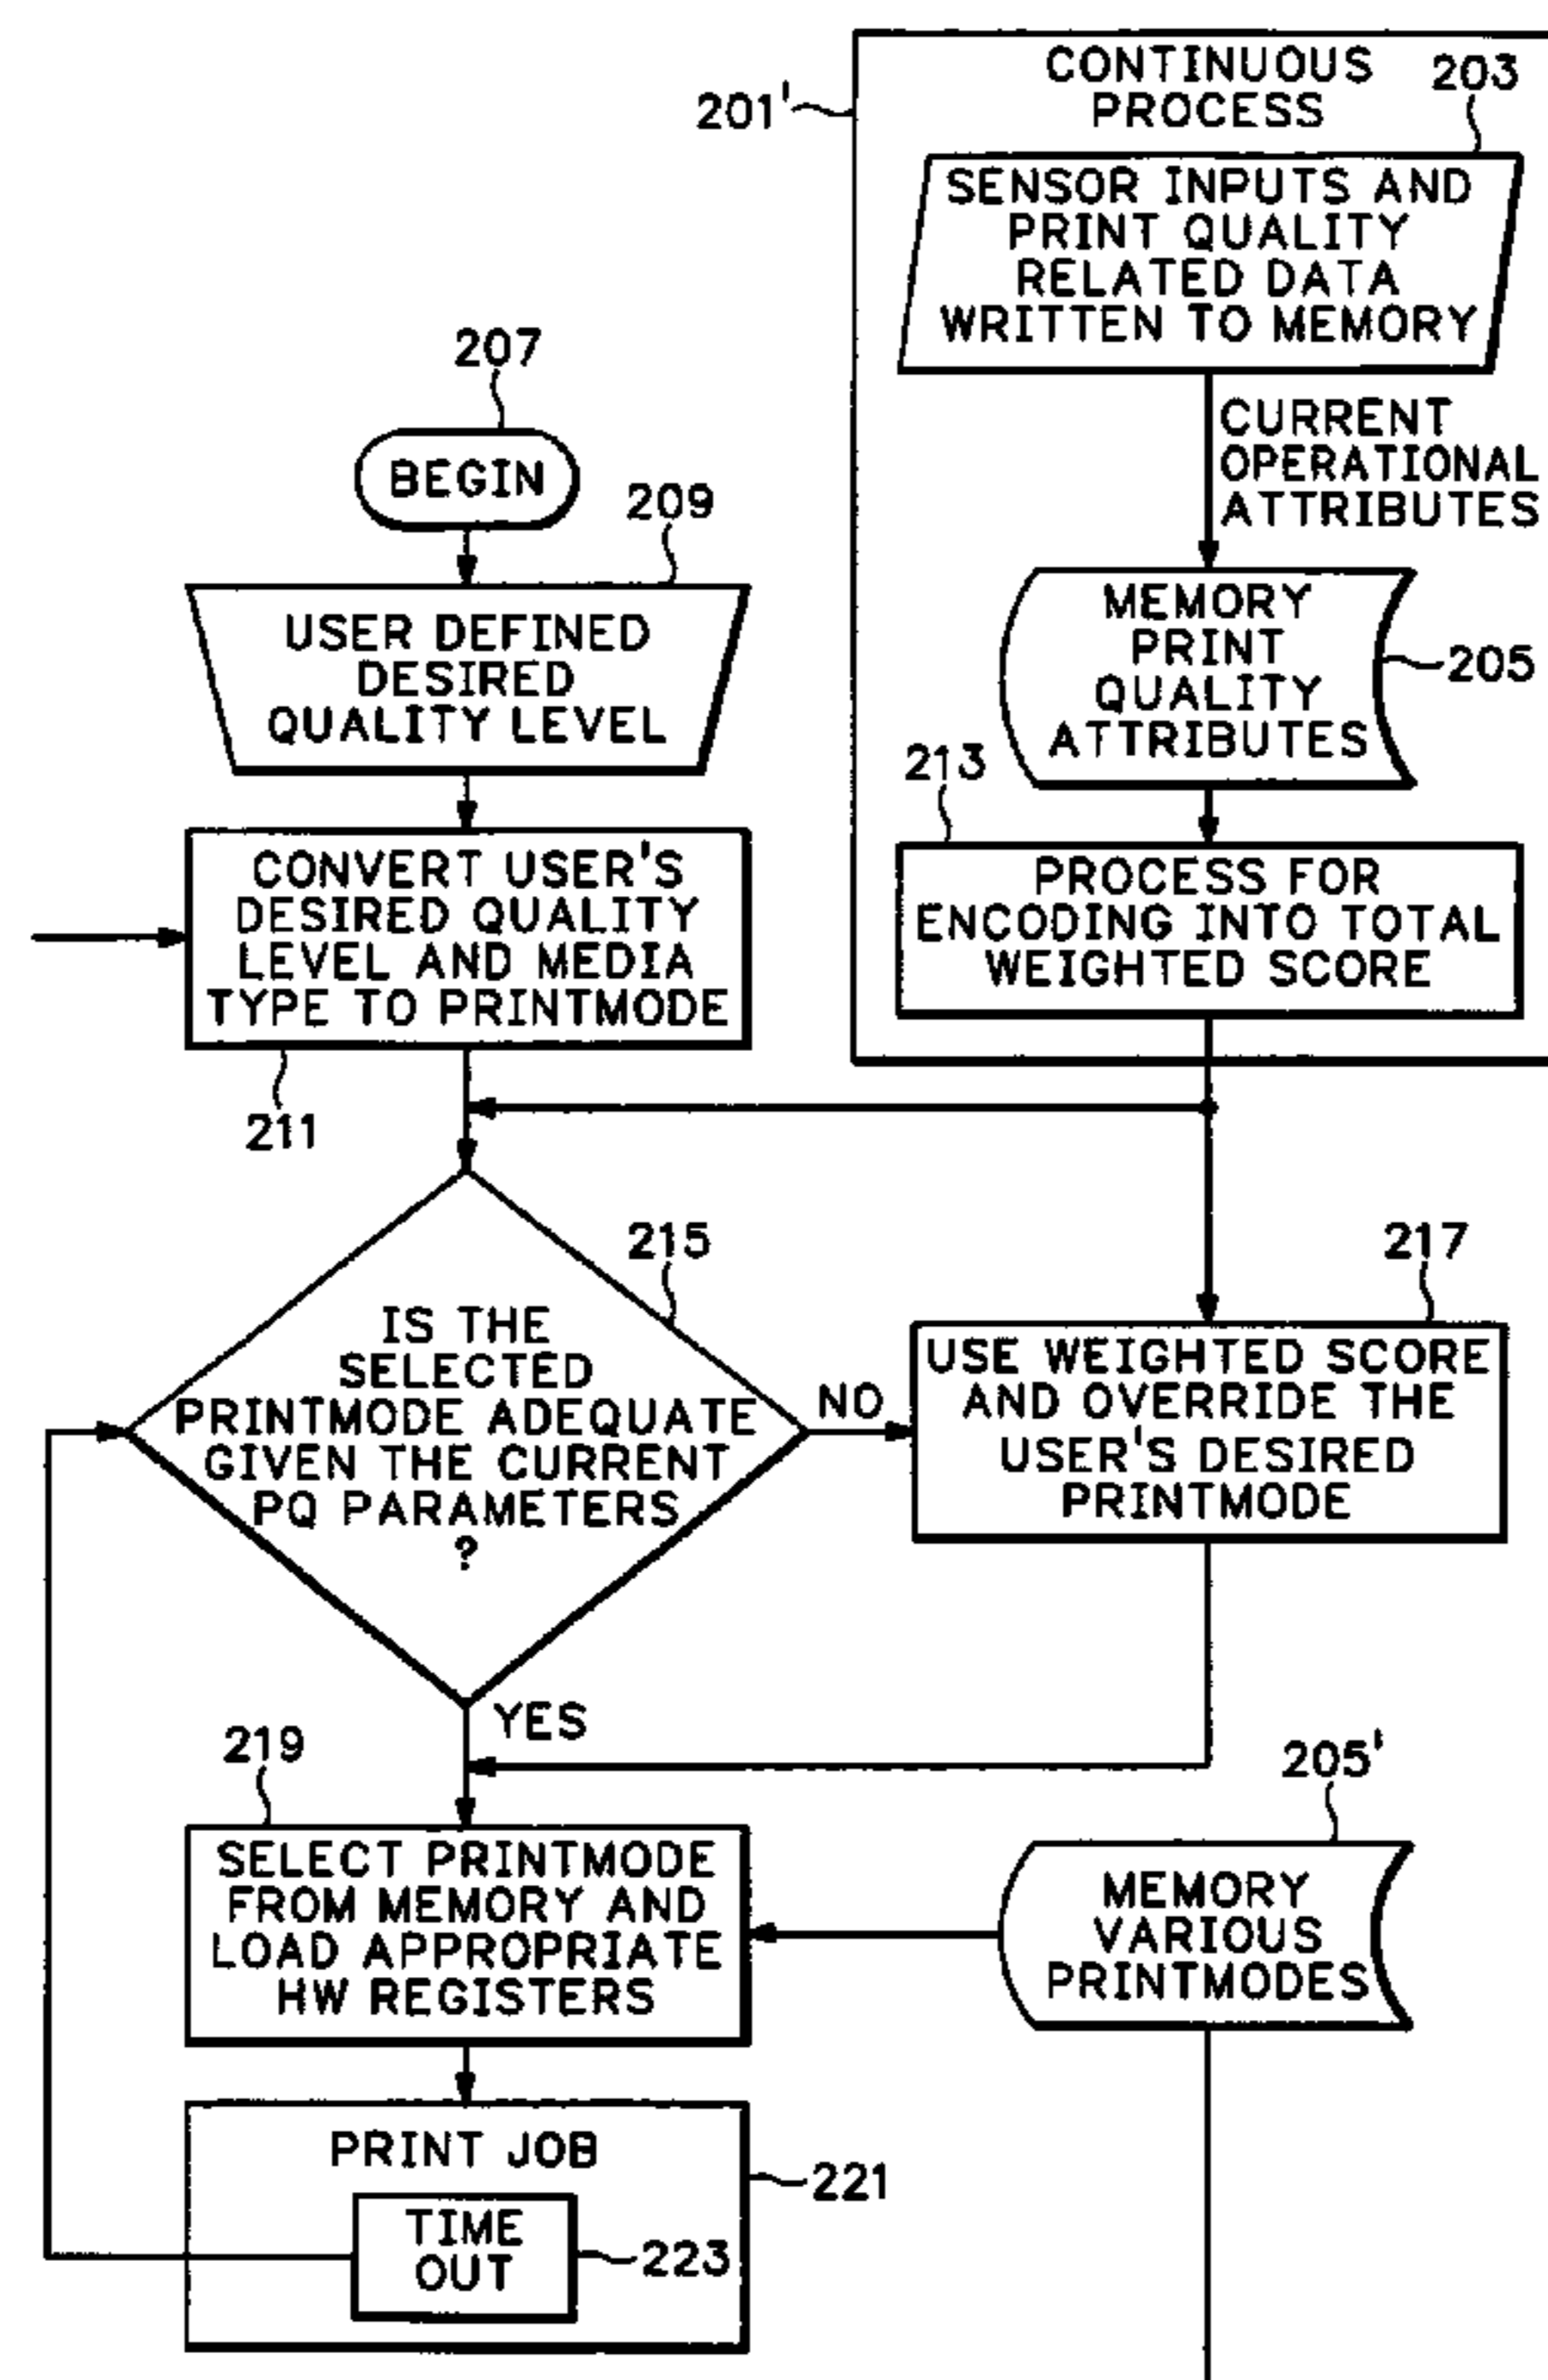 CONTINUOUS
PROCESS
203
201'
SENSOR INPUTS AND
PRINT QUALITY
RELATED DATA
WRITTEN TO MEMORY
CURRENT
OPERATIONAL
ATTRIBUTES
MEMORY
PRINT
QUALITY
ATTRIBUTES
205
213
PROCESS FOR
ENCODING INTO TOTAL
WEIGHTED SCORE
207
BEGIN
209
USER DEFINED
DESIRED
QUALITY LEVEL
CONVERT USER'S
DESIRED QUALITY
LEVEL AND MEDIA
TYPE TO PRINTMODE
211
215
IS THE
SELECTED
PRINTMODE ADEQUATE
GIVEN THE CURRENT
PQ PARAMETERS
?
NO
217
USE WEIGHTED SCORE
AND OVERRIDE THE
USER'S DESIRED
PRINTMODE
YES
219
SELECT PRINTMODE
FROM MEMORY AND
LOAD APPROPRIATE
HW REGISTERS
205'
MEMORY
VARIOUS
PRINTMODES
PRINT JOB
221
TIME
OUT
223